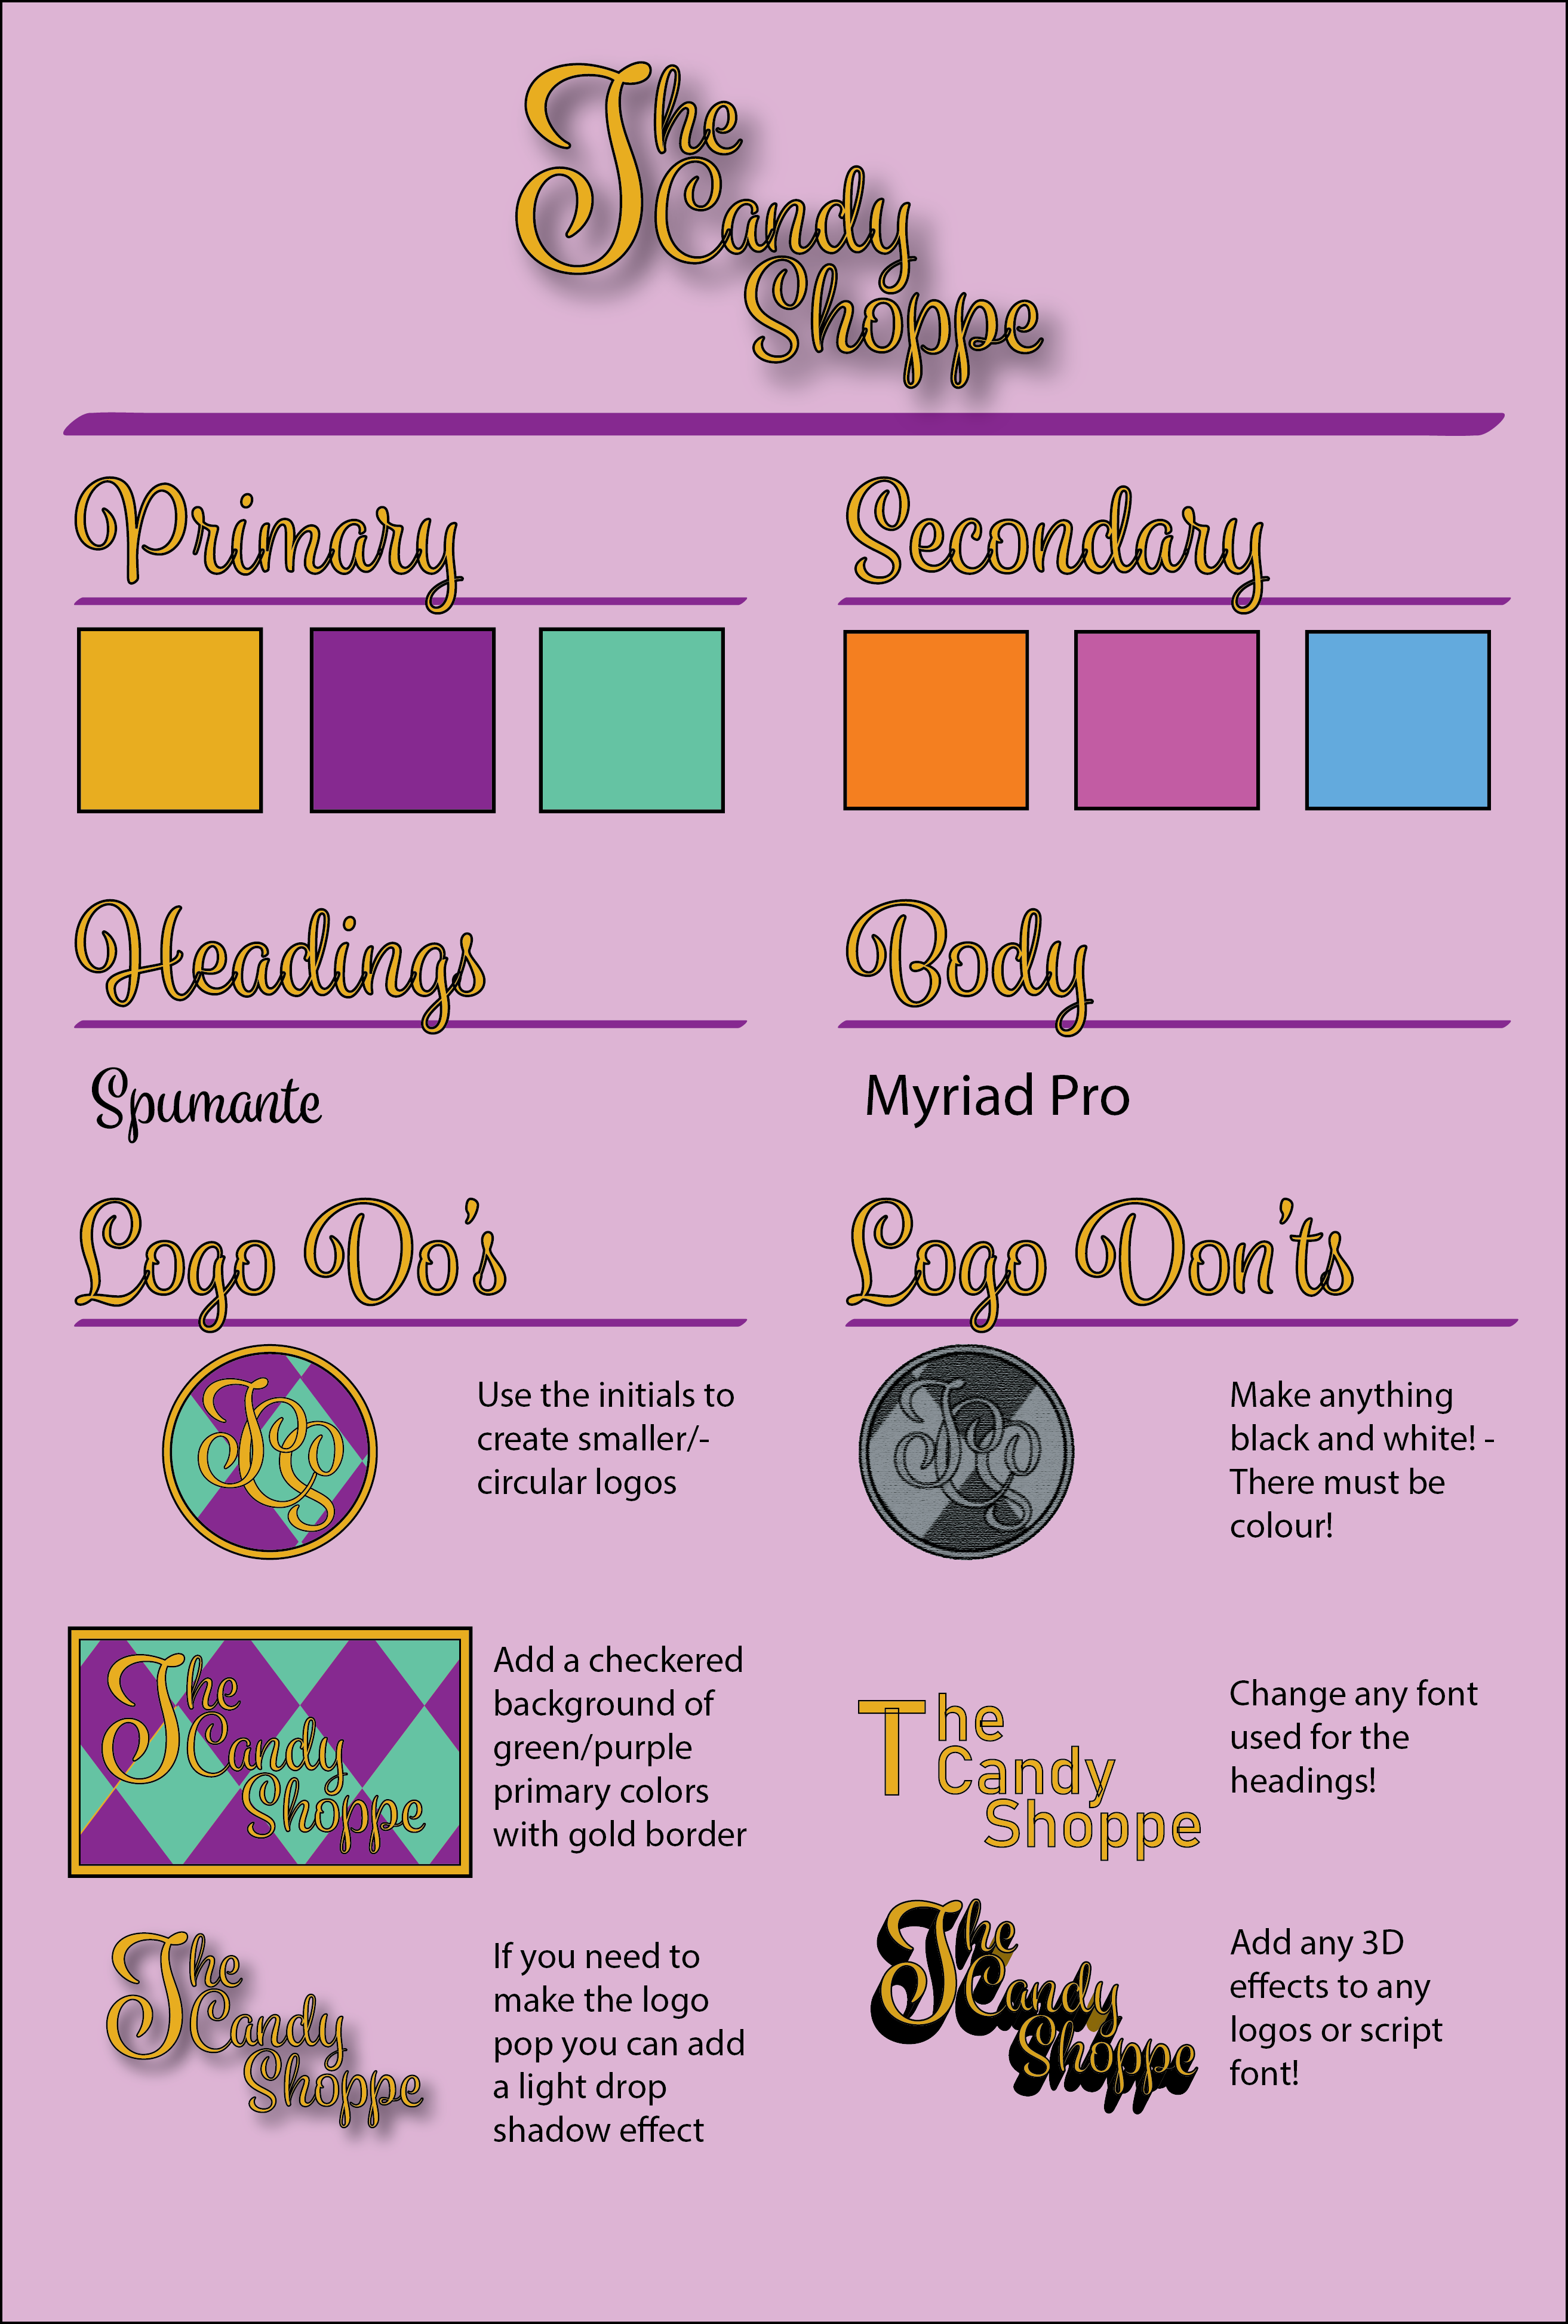 The
Candy
Shoppe
Primary
Secondary
Headings
Body
Spumante
Myriad Pro
Logo Do's
Logo Don'ts
TCS
Use the initials to
create smaller/-
circular logos
TCS
Make anything
black and white! -
There must be
colour!
The
Candy
Shoppe
Add a checkered
background of
green/purple
primary colors
with gold border
The
Candy
Shoppe
Change any font
used for the
headings!
The
Candy
Shoppe
If you need to
make the logo
pop you can add
a light drop
shadow effect
The
Candy
Shoppe
Add any 3D
effects to any
logos or script
font!